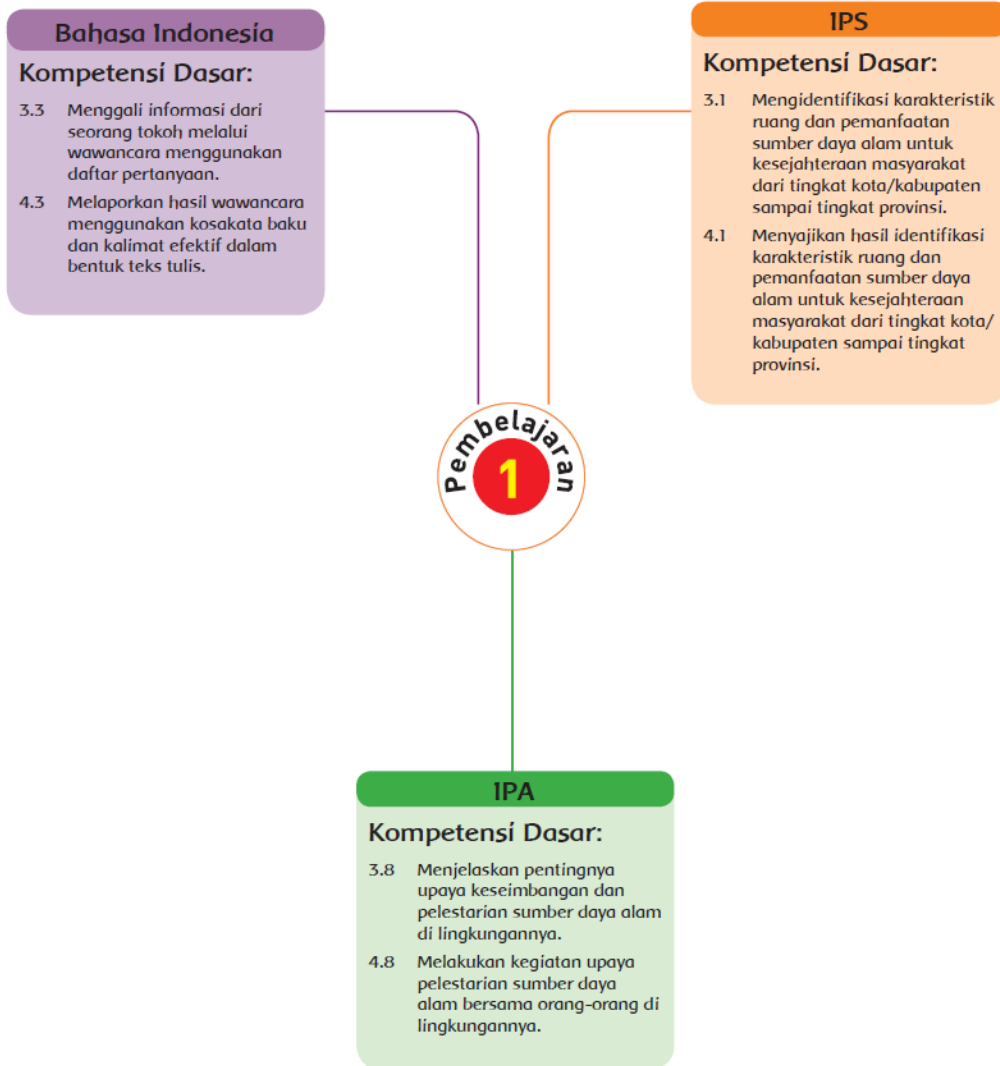 Bahasa Indonesia
Kompetensi Dasar:
3.3 Menggali informasi dari
seorang tokoh melalui
wawancara menggunakan
daftar pertanyaan.
4.3 Melaporkan hasil wawancara
menggunakan kosakata baku
dan kalimat efektif dalam
bentuk teks tulis.
IPS
Kompetensi Dasar:
3.1 Mengidentifikasi karakteristik
ruang dan pemanfaatan
sumber daya alam untuk
kesejahteraan masyarakat
dari tingkat kota/kabupaten
sampai tingkat provinsi.
4.1 Menyajikan hasil identifikasi
karakteristik ruang dan
pemanfaatan sumber daya
alam untuk kesejahteraan
masyarakat dari tingkat kota/
kabupaten sampai tingkat
provinsi.
Pembelajaran
1
IPA
Kompetensi Dasar:
3.8 Menjelaskan pentingnya
upaya keseimbangan dan
pelestarian sumber daya alam
di lingkungannya.
4.8 Melakukan kegiatan upaya
pelestarian sumber daya
alam bersama orang-orang di
lingkungannya.